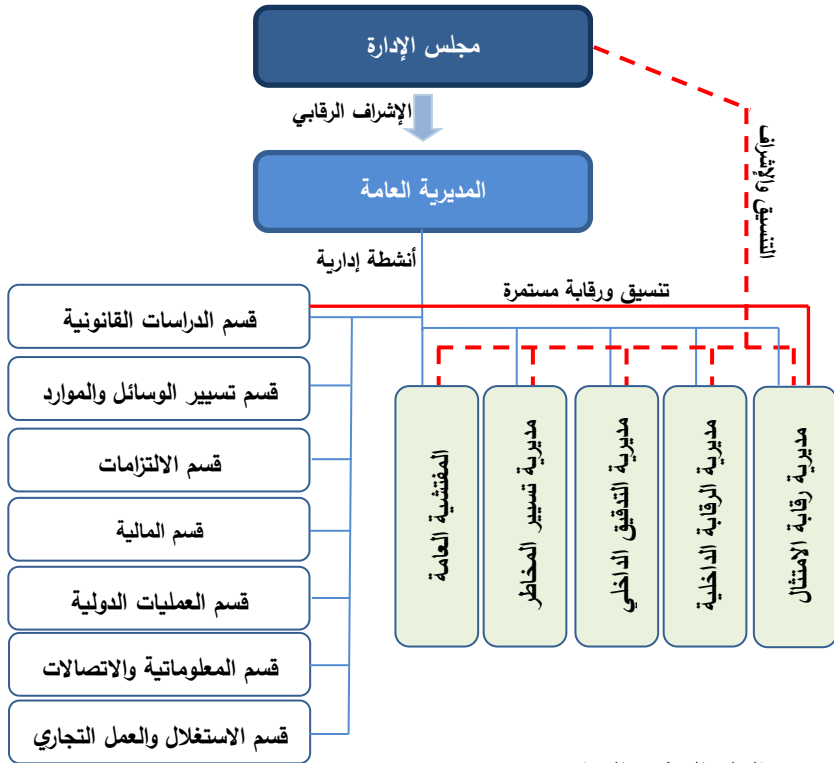 مجلس الإدارة
الإشراف الرقابي
التنسيق والإشراف
المديرية العامة
أنشطة إدارية
تنسيق ورقابة مستمرة
قسم الدراسات القانونية
قسم تسيير الوسائل والموارد
قسم الالتزامات
قسم المالية
قسم العمليات الدولية
قسم المعلوماتية والاتصالات
قسم الاستغلال والعمل التجاري
مديرية رقابة الامتثال
مديرية الرقابة الداخلية
مديرية التدقيق الداخلي
مديرية تسيير المخاطر
المفتشية العامة